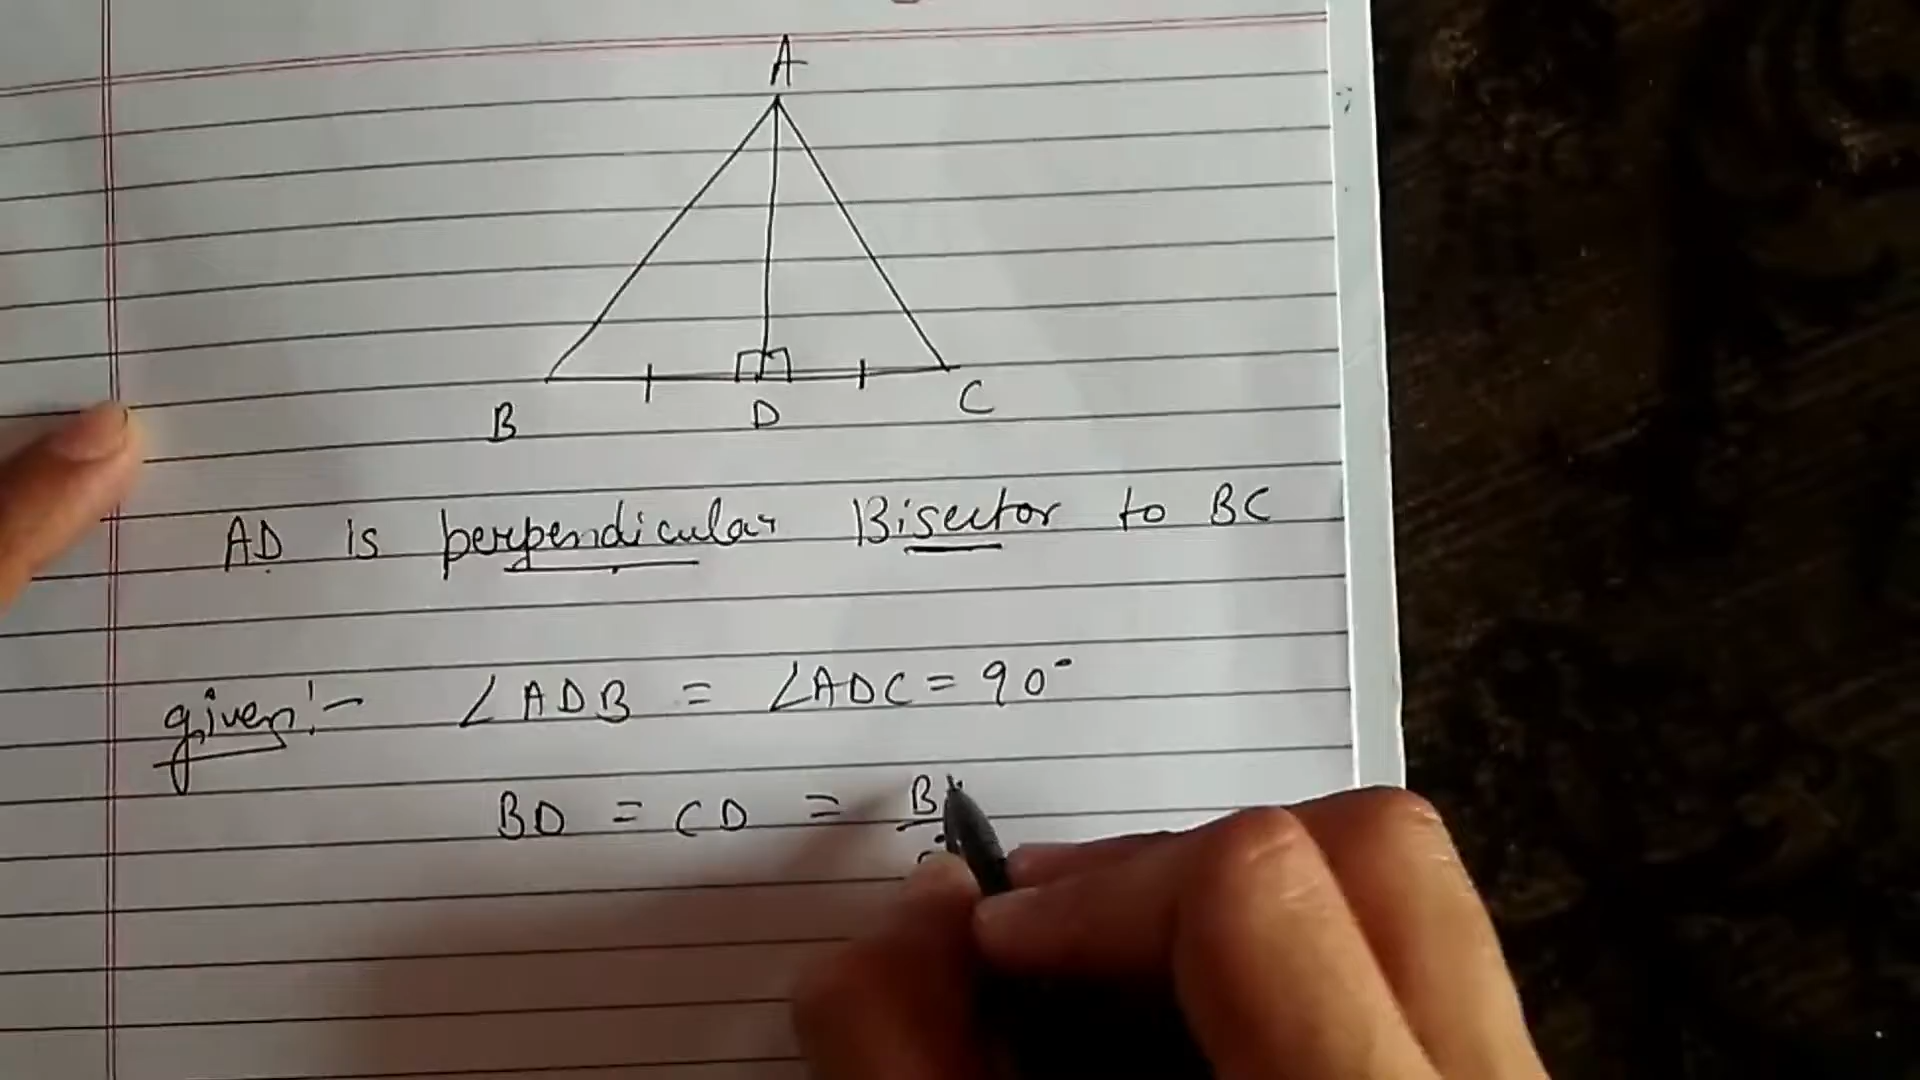 A
B D C
AD is perpendicular Bisector to BC
given:- ∠ADB = ∠ADC = 90°
BD = CD = B